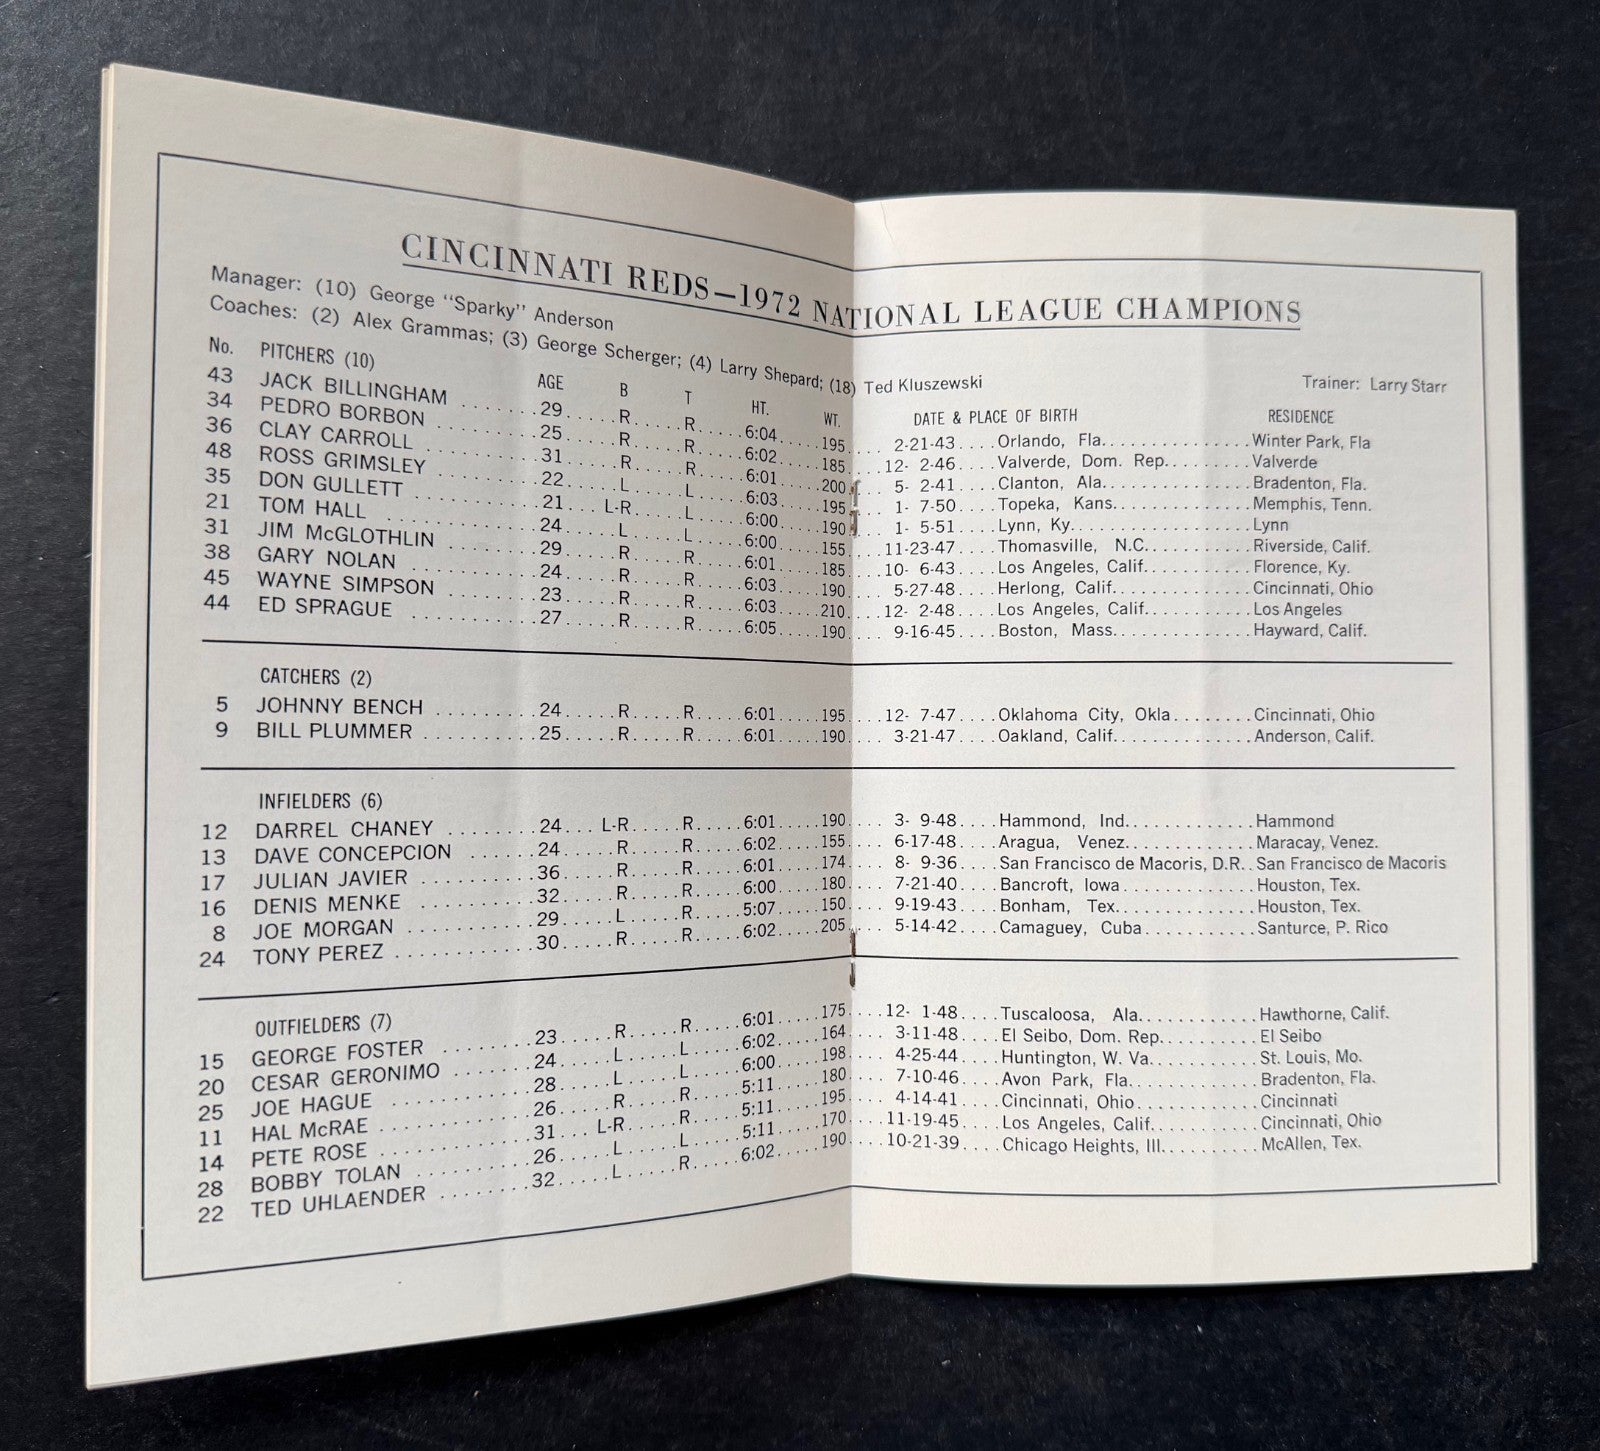 CINCINNATI REDS—1972 NATIONAL LEAGUE CHAMPIONS
Manager: (10) George "Sparky" Anderson
Coaches: (2) Alex Grammas; (3) George Scherger; (4) Larry Shepard; (18) Ted Kluszewski Trainer: Larry Starr
No. PITCHERS (10) AGE B T HT. WT. DATE & PLACE OF BIRTH RESIDENCE
43 JACK BILLINGHAM ........29.....R.....R.....6:04.....195.... 2-21-43....Orlando, Fla...............Winter Park, Fla
34 PEDRO BORBON ........25.....R.....R.....6:02.....185....12- 2-46....Valverde, Dom. Rep.........Valverde
36 CLAY CARROLL ........31.....R.....R.....6:01.....200.... 5- 2-41....Clanton, Ala...............Bradenton, Fla.
48 ROSS GRIMSLEY ........22.....L.....L.....6:03.....195.... 1- 7-50....Topeka, Kans...............Memphis, Tenn.
35 DON GULLETT ........21...L-R.....L.....6:00.....190.... 1- 5-51....Lynn, Ky...............Lynn
21 TOM HALL ........24.....L.....L.....6:00.....155....11-23-47....Thomasville, N.C...........Riverside, Calif.
31 JIM McGLOTHLIN ........29.....R.....R.....6:01.....185....10- 6-43....Los Angeles, Calif...........Florence, Ky.
38 GARY NOLAN ........24.....R.....R.....6:03.....190.... 5-27-48....Herlong, Calif.............Cincinnati, Ohio
45 WAYNE SIMPSON ........23.....R.....R.....6:03.....210....12- 2-48....Los Angeles, Calif...........Los Angeles
44 ED SPRAGUE ........27.....R.....R.....6:05.....190.... 9-16-45....Boston, Mass..............Hayward, Calif.
CATCHERS (2)
5 JOHNNY BENCH ........24.....R.....R.....6:01.....195....12- 7-47....Oklahoma City, Okla........Cincinnati, Ohio
9 BILL PLUMMER ........25.....R.....R.....6:01.....190.... 3-21-47....Oakland, Calif.............Anderson, Calif.
INFIELDERS (6)
12 DARREL CHANEY ........24...L-R.....R.....6:01.....190.... 3- 9-48....Hammond, Ind.............Hammond
13 DAVE CONCEPCION ......24.....R.....R.....6:02.....155.... 6-17-48....Aragua, Venez.............Maracay, Venez.
17 JULIAN JAVIER ........36.....R.....R.....6:01.....174.... 8- 9-36....San Francisco de Macoris, D.R..San Francisco de Macoris
16 DENIS MENKE ........32.....R.....R.....6:00.....180.... 7-21-40....Bancroft, Iowa.............Houston, Tex.
8 JOE MORGAN ........29.....L.....R.....5:07.....150.... 9-19-43....Bonham, Tex..............Houston, Tex.
24 TONY PEREZ ........30.....R.....R.....6:02.....205.... 5-14-42....Camaguey, Cuba...........Santurce, P. Rico
OUTFIELDERS (7)
15 GEORGE FOSTER ........23.....R.....R.....6:01.....175....12- 1-48....Tuscaloosa, Ala............Hawthorne, Calif.
20 CESAR GERONIMO ........24.....L.....L.....6:02.....164.... 3-11-48....El Seibo, Dom. Rep.........El Seibo
25 JOE HAGUE ........28.....L.....L.....6:00.....198.... 4-25-44....Huntington, W. Va..........St. Louis, Mo.
11 HAL McRAE ........26.....R.....R.....5:11.....180.... 7-10-46....Avon Park, Fla............Bradenton, Fla.
14 PETE ROSE ........31...L-R.....R.....5:11.....195.... 4-14-41....Cincinnati, Ohio...........Cincinnati
28 BOBBY TOLAN ........26.....L.....L.....5:11.....170....11-19-45....Los Angeles, Calif..........Cincinnati, Ohio
22 TED UHLAENDER ........32.....L.....R.....6:02.....190....10-21-39....Chicago Heights, Ill.........McAllen, Tex.